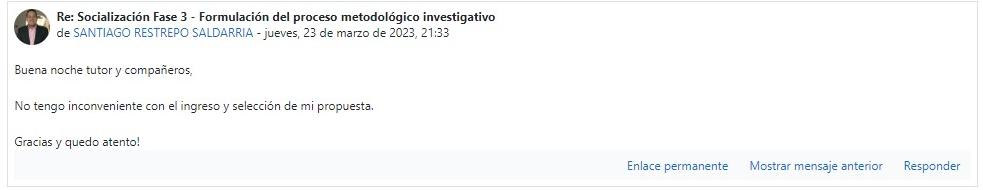 Re: Socialización Fase 3 - Formulación del proceso metodológico investigativo
de SANTIAGO RESTREPO SALDARRIA - jueves, 23 de marzo de 2023, 21:33
Buena noche tutor y compañeros,
No tengo inconveniente con el ingreso y selección de mi propuesta.
Gracias y quedo atento!
Enlace permanente Mostrar mensaje anterior Responder